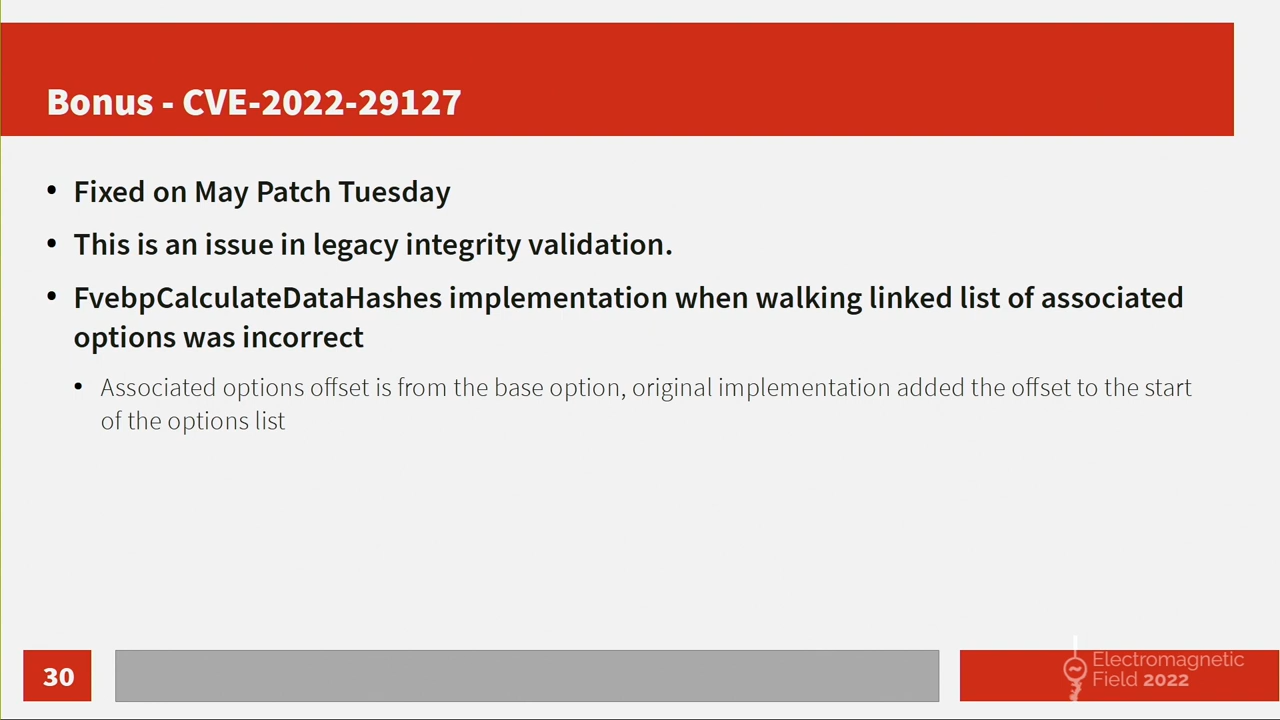 Bonus - CVE-2022-29127
• Fixed on May Patch Tuesday
• This is an issue in legacy integrity validation.
• FvebpCalculateDataHashes implementation when walking linked list of associated
options was incorrect
• Associated options offset is from the base option, original implementation added the offset to the start
of the options list
30
Electromagnetic
Field 2022